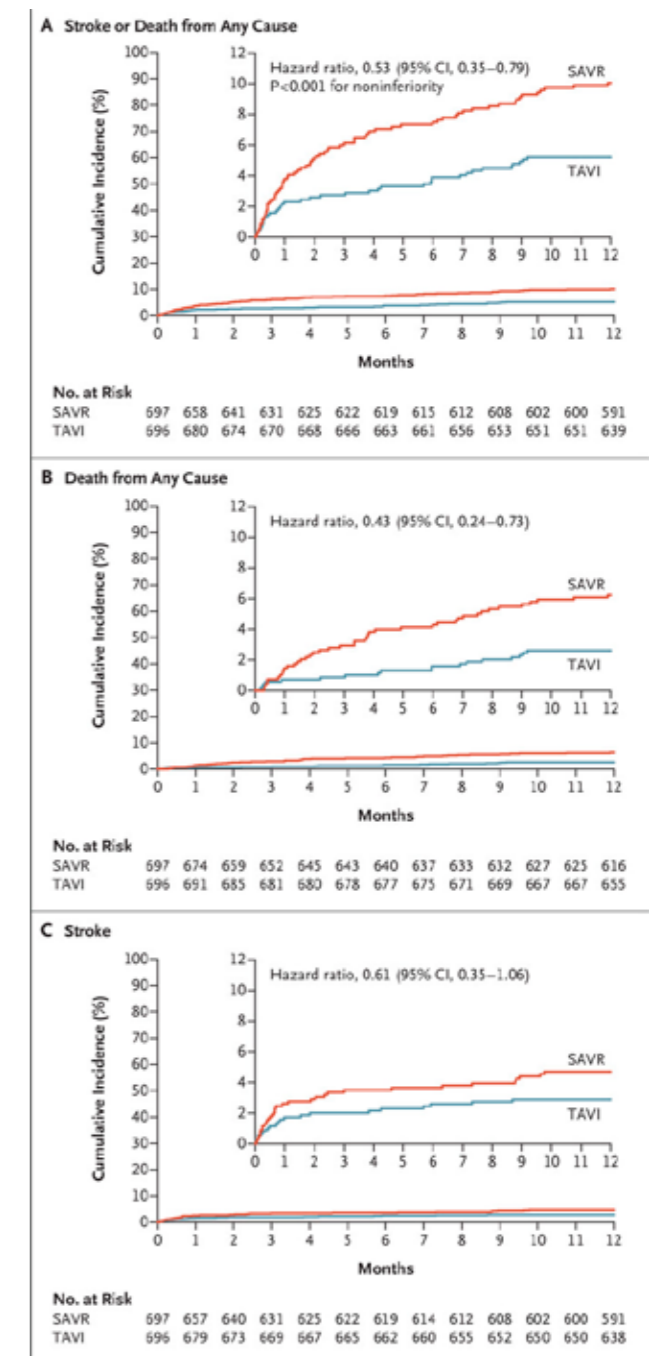 A Stroke or Death from Any Cause
Cumulative Incidence (%)
100
90
80
70
60
50
40
30
20
10
0
12
10
8
6
4
2
0
Hazard ratio, 0.53 (95% CI, 0.35–0.79)
P<0.001 for noninferiority
SAVR
TAVI
0 1 2 3 4 5 6 7 8 9 10 11 12
0 1 2 3 4 5 6 7 8 9 10 11 12
Months
No. at Risk
SAVR 697 658 641 631 625 622 619 615 612 608 602 600 591
TAVI 696 680 674 670 668 666 663 661 656 653 651 651 639
B Death from Any Cause
Cumulative Incidence (%)
100
90
80
70
60
50
40
30
20
10
0
12
10
8
6
4
2
0
Hazard ratio, 0.43 (95% CI, 0.24–0.73)
SAVR
TAVI
0 1 2 3 4 5 6 7 8 9 10 11 12
0 1 2 3 4 5 6 7 8 9 10 11 12
Months
No. at Risk
SAVR 697 674 659 652 645 643 640 637 633 632 627 625 616
TAVI 696 691 685 681 680 678 677 675 671 669 667 667 655
C Stroke
Cumulative Incidence (%)
100
90
80
70
60
50
40
30
20
10
0
12
10
8
6
4
2
0
Hazard ratio, 0.61 (95% CI, 0.35–1.06)
SAVR
TAVI
0 1 2 3 4 5 6 7 8 9 10 11 12
0 1 2 3 4 5 6 7 8 9 10 11 12
Months
No. at Risk
SAVR 697 657 640 631 625 622 619 614 612 608 602 600 591
TAVI 696 679 673 669 667 665 662 660 655 652 650 650 638